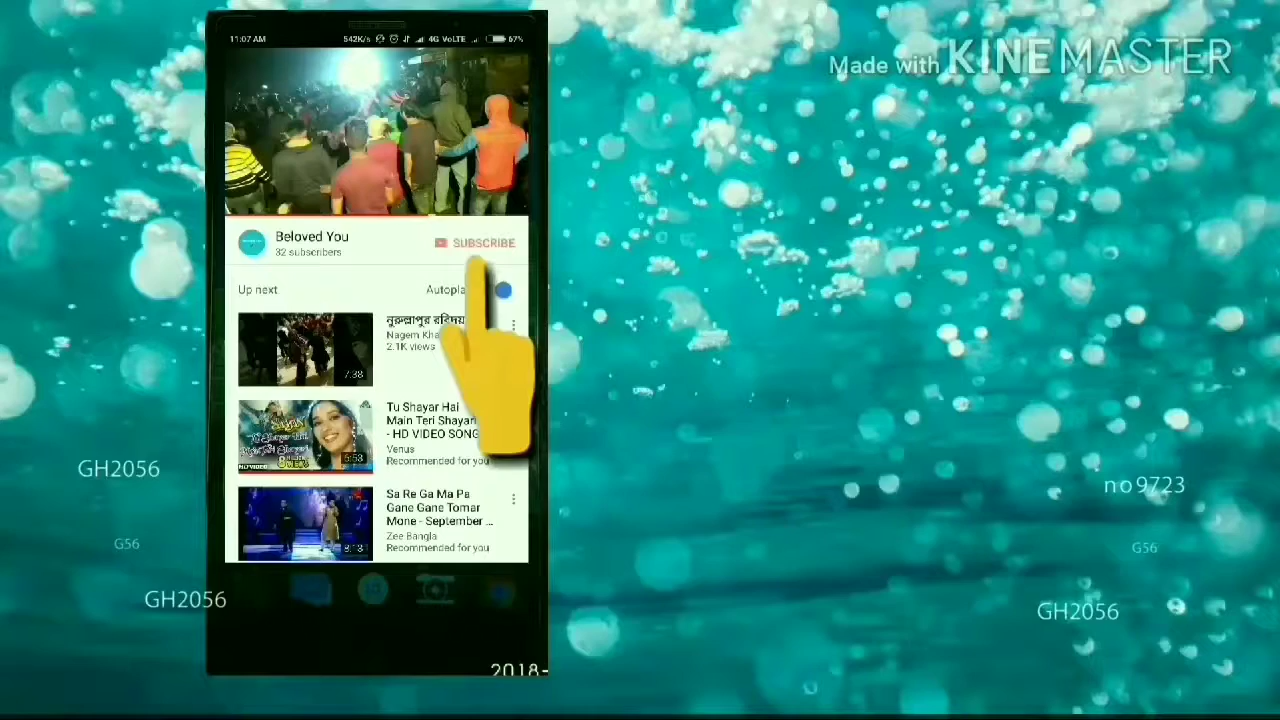 Made with KINEMASTER
11:07 AM
542K/s 4G VoLTE 67%
Beloved You
32 subscribers
SUBSCRIBE
Up next
নুরুল্লাপুর
Nagem
2.1K views
7:38
Tu Shayar Hai
Main Teri Shayari
- HD VIDEO SONG
Venus
Recommended for you
5:53
Sa Re Ga Ma Pa
Gane Gane Tomar
Mone - September ...
Zee Bangla
Recommended for you
8:13
GH2056
G56
GH2056
no9723
G56
GH2056
2018-